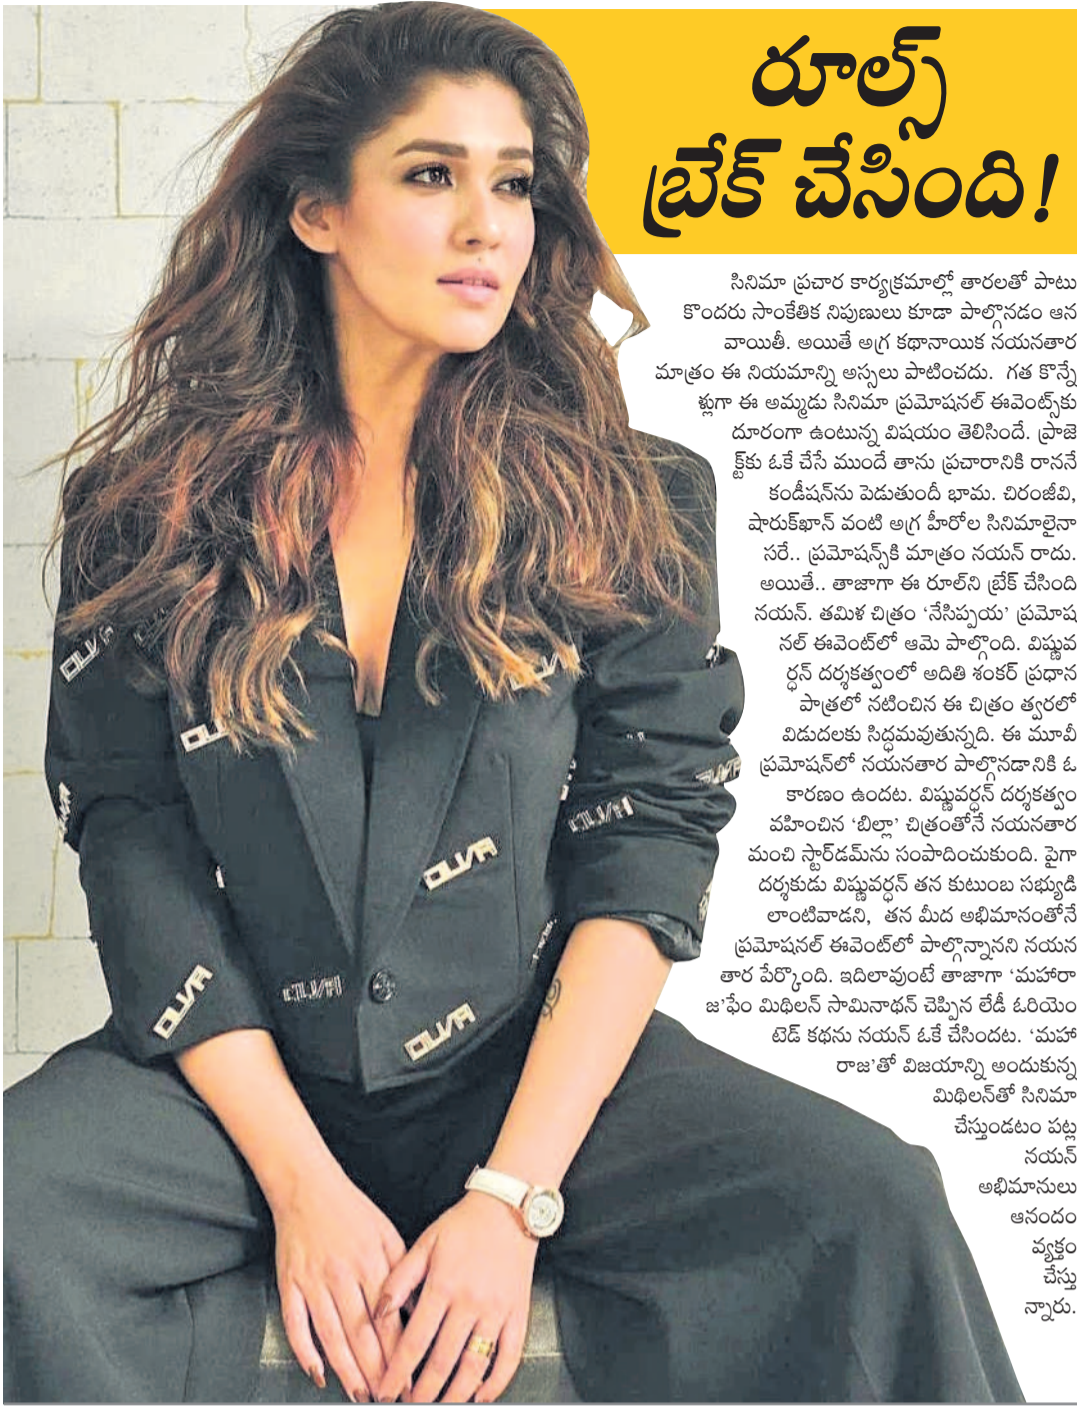 రూల్స్
బ్రేక్ చేసింది!
సినిమా ప్రచార కార్యక్రమాల్లో తారలతో పాటు
కొందరు సాంకేతిక నిపుణులు కూడా పాల్గొనడం ఆన
వాయితీ. అయితే అగ్ర కథానాయిక నయనతార
మాత్రం ఈ నియమాన్ని అస్సలు పాటించదు. గత కొన్నే
ళ్లుగా ఈ అమ్మడు సినిమా ప్రమోషనల్ ఈవెంట్స్‌కు
దూరంగా ఉంటున్న విషయం తెలిసిందే. ప్రాజె
క్ట్‌కు ఓకే చేసే ముందే తాను ప్రచారానికి రాననే
కండీషన్‌ను పెడుతుందీ భామ. చిరంజీవి,
షారుక్‌ఖాన్ వంటి అగ్ర హీరోల సినిమాలైనా
సరే.. ప్రమోషన్స్‌కి మాత్రం నయన్ రాదు.
అయితే.. తాజాగా ఈ రూల్‌ని బ్రేక్ చేసింది
నయన్. తమిళ చిత్రం ‘నేసిప్పయ’ ప్రమోష
నల్ ఈవెంట్‌లో ఆమె పాల్గొంది. విష్ణువ
ర్ధన్ దర్శకత్వంలో అదితి శంకర్ ప్రధాన
పాత్రలో నటించిన ఈ చిత్రం త్వరలో
విడుదలకు సిద్ధమవుతున్నది. ఈ మూవీ
ప్రమోషన్‌లో నయనతార పాల్గొనడానికి ఓ
కారణం ఉందట. విష్ణువర్ధన్ దర్శకత్వం
వహించిన ‘బిల్లా’ చిత్రంతోనే నయనతార
మంచి స్టార్‌డమ్‌ను సంపాదించుకుంది. పైగా
దర్శకుడు విష్ణువర్ధన్ తన కుటుంబ సభ్యుడి
లాంటివాడని, తన మీద అభిమానంతోనే
ప్రమోషనల్ ఈవెంట్‌లో పాల్గొన్నానని నయన
తార పేర్కొంది. ఇదిలావుంటే తాజాగా ‘మహారా
జ’ఫేం మిథిలన్ సామినాథన్ చెప్పిన లేడీ ఓరియెం
టెడ్ కథను నయన్ ఓకే చేసిందట. ‘మహా
రాజ’తో విజయాన్ని అందుకున్న
మిథిలన్‌తో సినిమా
చేస్తుండటం పట్ల
నయన్
అభిమానులు
ఆనందం
వ్యక్తం
చేస్తు
న్నారు.